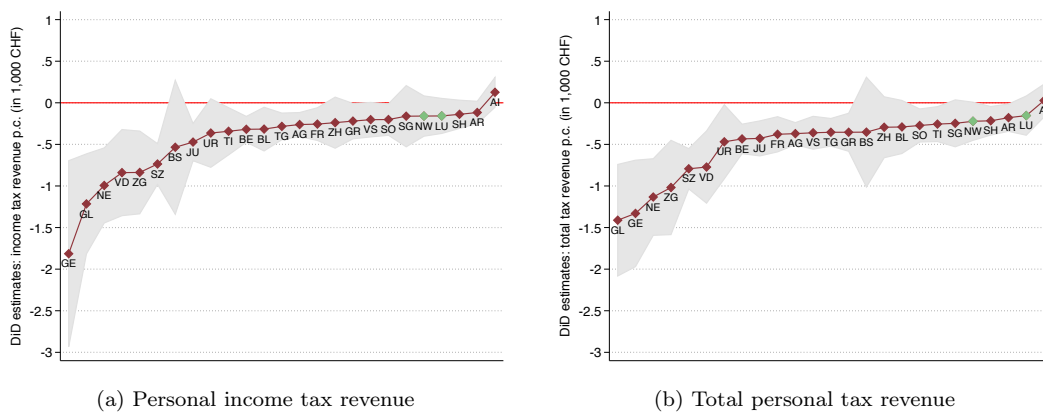 DiD estimates: income tax revenue p.c. (in 1,000 CHF)
1
.5
0
-.5
-1
-1.5
-2
-2.5
-3
GE
GL
NE
VD
ZG
SZ
BS
JU
UR
TI
BE
BL
TG
AG
FR
ZH
GR
VS
SO
SG
NW
LU
SH
AR
AI
(a) Personal income tax revenue
DiD estimates: total tax revenue p.c. (in 1,000 CHF)
1
.5
0
-.5
-1
-1.5
-2
-2.5
-3
GL
GE
NE
ZG
SZ
VD
UR
BE
JU
FR
AG
VS
TG
GR
BS
ZH
BL
SO
TI
SG
NW
SH
AR
LU
(b) Total personal tax revenue